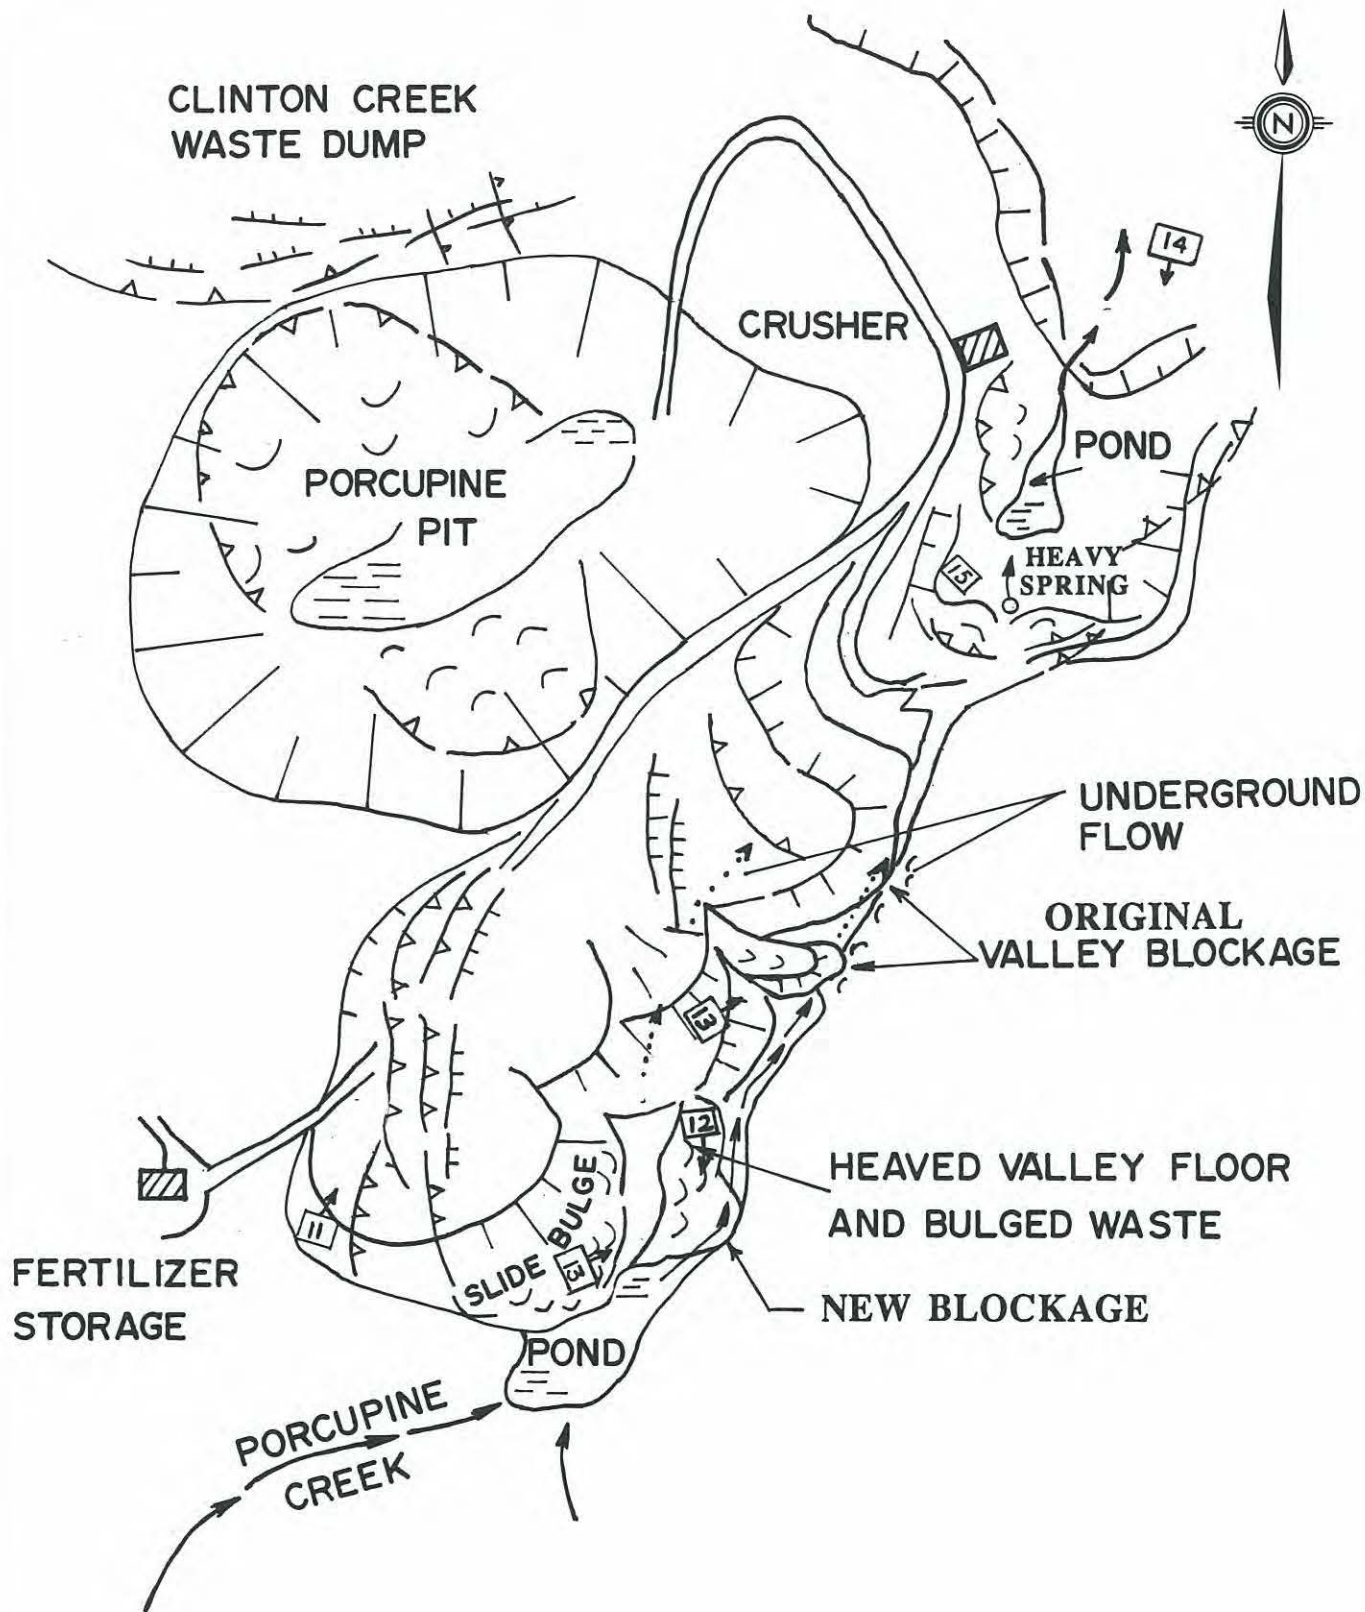 CLINTON CREEK
WASTE DUMP
N
14
CRUSHER
POND
PORCUPINE
PIT
HEAVY
SPRING
15
UNDERGROUND
FLOW
ORIGINAL
VALLEY BLOCKAGE
13
12
HEAVED VALLEY FLOOR
AND BULGED WASTE
SLIDE BULGE
11
13
FERTILIZER
STORAGE
NEW BLOCKAGE
POND
PORCUPINE
CREEK